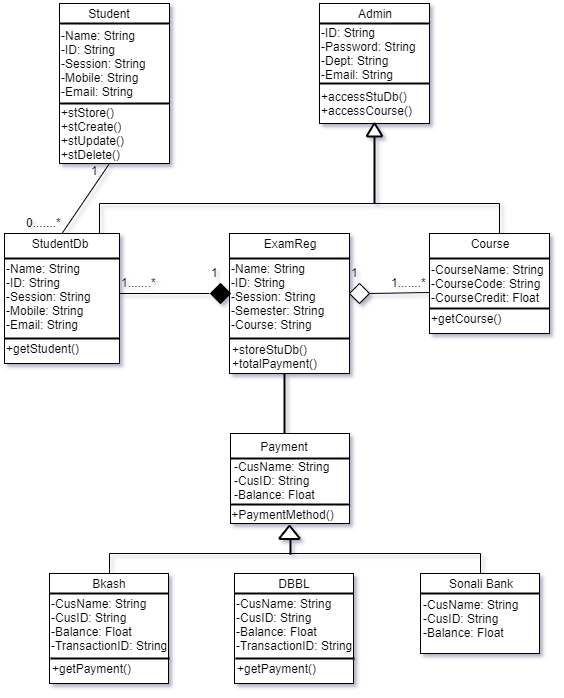 Student
-Name: String
-ID: String
-Session: String
-Mobile: String
-Email: String
+stStore()
+stCreate()
+stUpdate()
+stDelete()
Admin
-ID: String
-Password: String
-Dept: String
-Email: String
+accessStuDb()
+accessCourse()
1
0.......*
StudentDb
-Name: String
-ID: String
-Session: String
-Mobile: String
-Email: String
+getStudent()
1.......*
1
ExamReg
-Name: String
-ID: String
-Session: String
-Semester: String
-Course: String
+storeStuDb()
+totalPayment()
1
1.......*
Course
-CourseName: String
-CourseCode: String
-CourseCredit: Float
+getCourse()
Payment
-CusName: String
-CusID: String
-Balance: Float
+PaymentMethod()
Bkash
-CusName: String
-CusID: String
-Balance: Float
-TransactionID: String
+getPayment()
DBBL
-CusName: String
-CusID: String
-Balance: Float
-TransactionID: String
+getPayment()
Sonali Bank
-CusName: String
-CusID: String
-Balance: Float